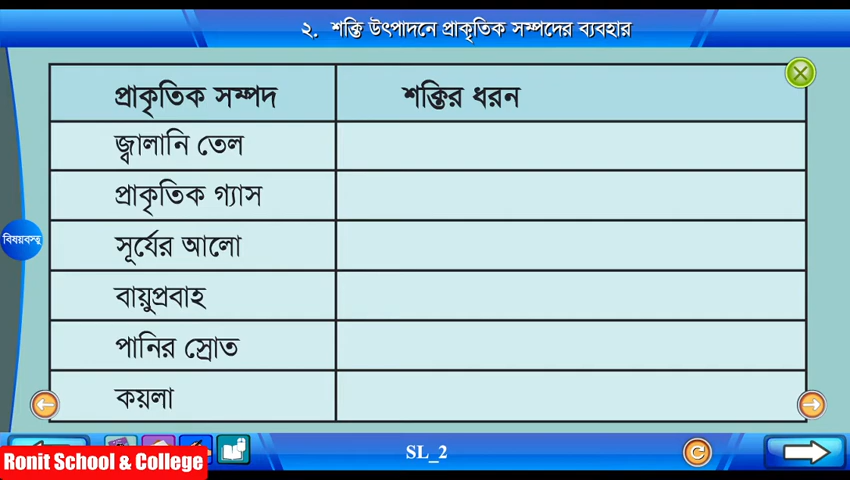 ২. শক্তি উৎপাদনে প্রাকৃতিক সম্পদের ব্যবহার
প্রাকৃতিক সম্পদ শক্তির ধরন
জ্বালানি তেল
প্রাকৃতিক গ্যাস
সূর্যের আলো
বিষয়বস্তু
বায়ুপ্রবাহ
পানির স্রোত
কয়লা
SL_2
Ronit School & College